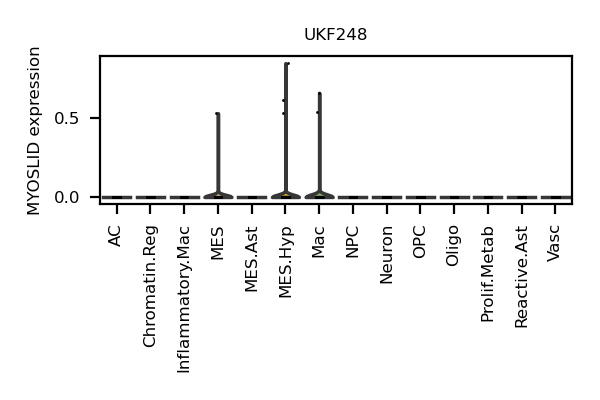 UKF248
MYOSLID expression
0.5
0.0
AC
Chromatin.Reg
Inflammatory.Mac
MES
MES.Ast
MES.Hyp
Mac
NPC
Neuron
OPC
Oligo
Prolif.Metab
Reactive.Ast
Vasc